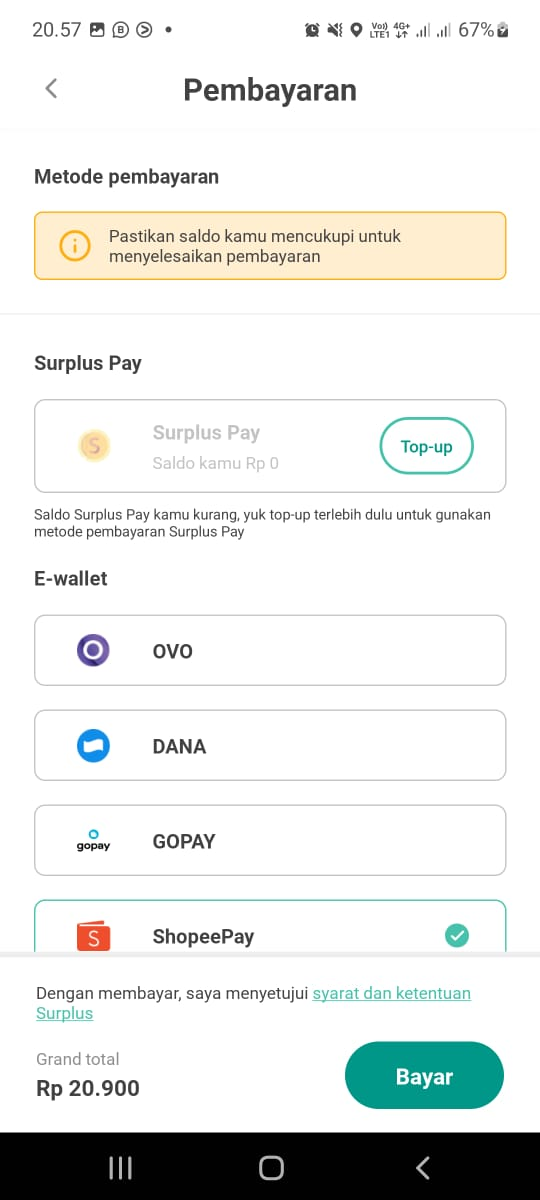 20.57
Vo))
LTE1
4G+
67%
Pembayaran
Metode pembayaran
Pastikan saldo kamu mencukupi untuk
menyelesaikan pembayaran
Surplus Pay
Surplus Pay
Saldo kamu Rp 0
Top-up
Saldo Surplus Pay kamu kurang, yuk top-up terlebih dulu untuk gunakan
metode pembayaran Surplus Pay
E-wallet
OVO
DANA
gopay
GOPAY
ShopeePay
Dengan membayar, saya menyetujui syarat dan ketentuan
Surplus
Grand total
Rp 20.900
Bayar